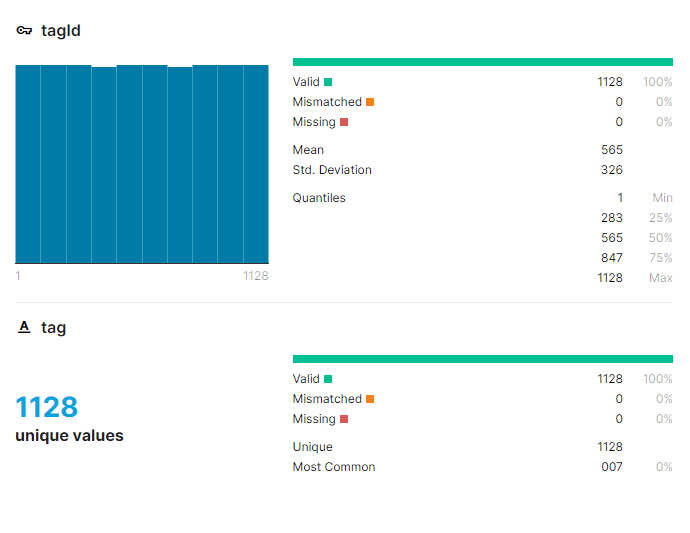 tagId
Valid 1128 100%
Mismatched 0 0%
Missing 0 0%
Mean 565
Std. Deviation 326
Quantiles 1 Min
283 25%
565 50%
847 75%
1128 Max
1 1128
tag
1128
unique values
Valid 1128 100%
Mismatched 0 0%
Missing 0 0%
Unique 1128
Most Common 007 0%